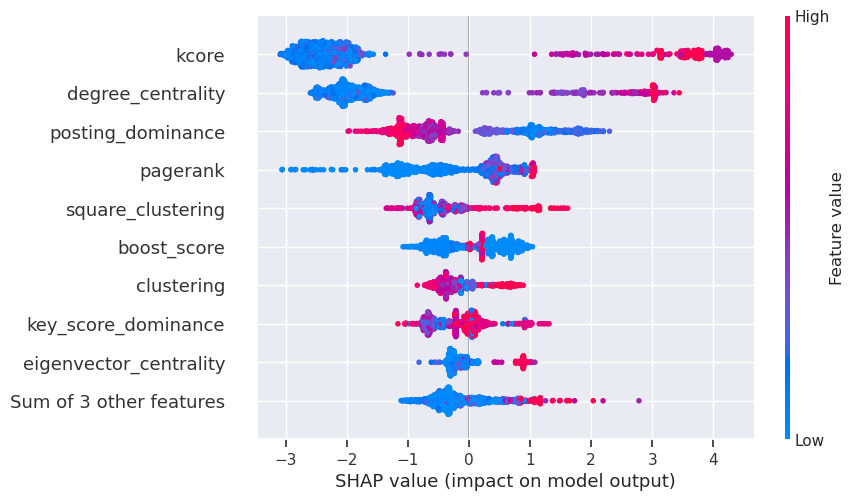 High
kcore
degree_centrality
posting_dominance
pagerank
square_clustering
boost_score
clustering
key_score_dominance
eigenvector_centrality
Sum of 3 other features
Feature value
Low
−3 −2 −1 0 1 2 3 4
SHAP value (impact on model output)